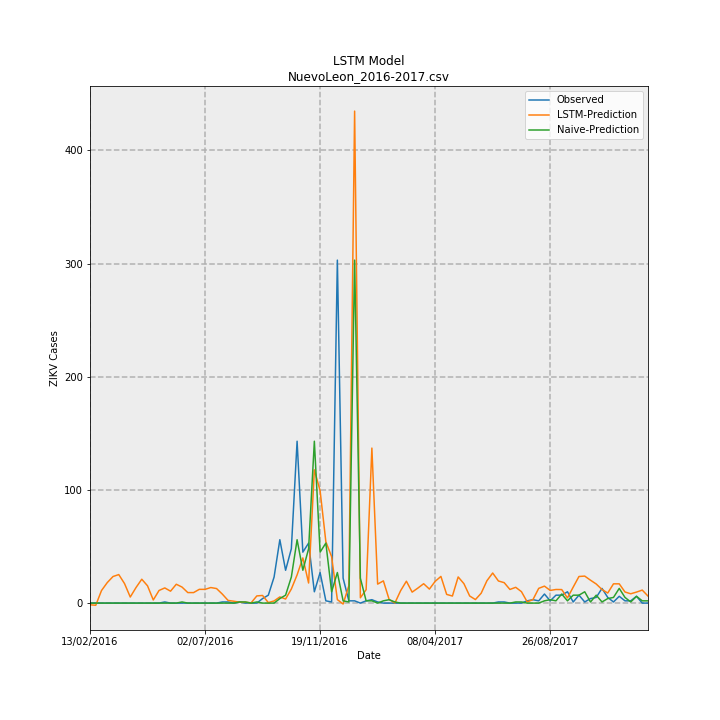 LSTM Model
NuevoLeon_2016-2017.csv
Observed
LSTM-Prediction
Naive-Prediction
ZIKV Cases
400
300
200
100
0
13/02/2016
02/07/2016
19/11/2016
08/04/2017
26/08/2017
Date